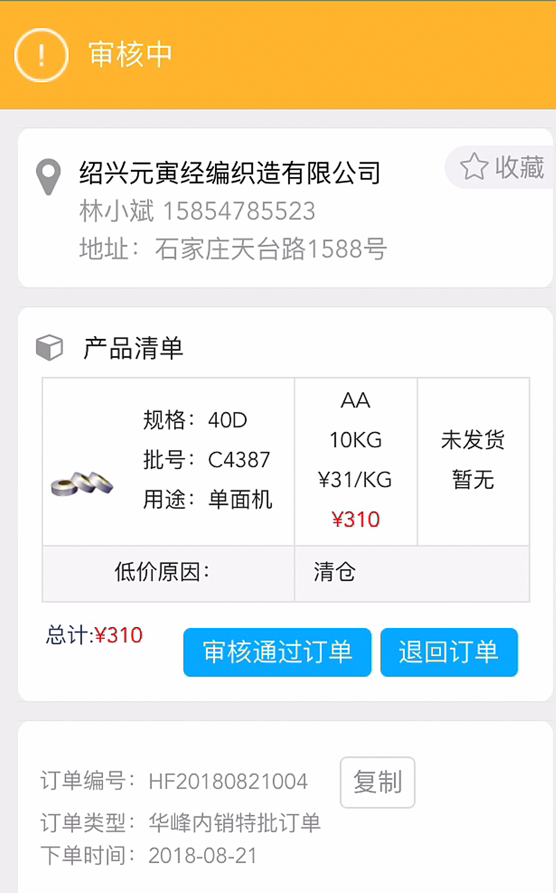 审核中
绍兴元寅经编织造有限公司
收藏
林小斌 15854785523
地址：石家庄天台路1588号
产品清单
规格：40D
批号：C4387
用途：单面机
AA
10KG
¥31/KG
¥310
未发货
暂无
低价原因：
清仓
总计:¥310
审核通过订单
退回订单
订单编号：HF20180821004
复制
订单类型：华峰内销特批订单
下单时间：2018-08-21